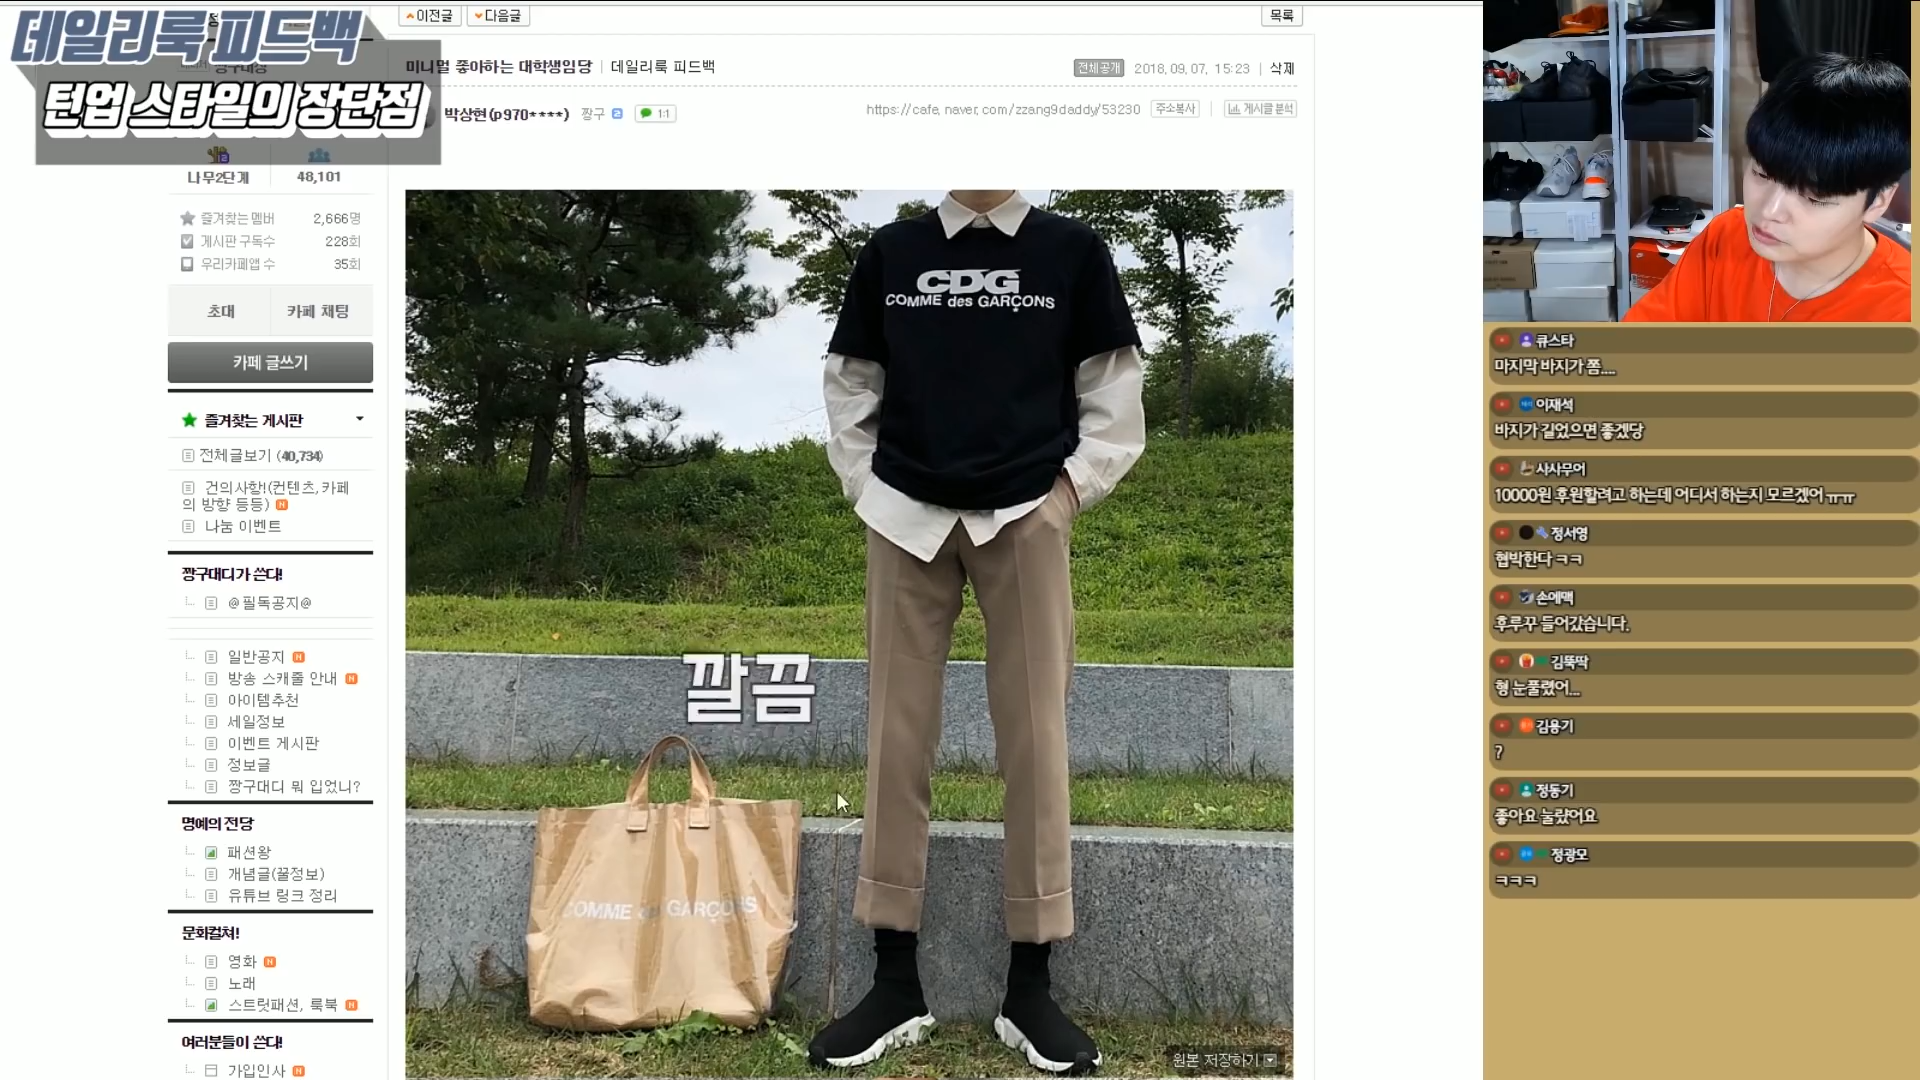 데일리룩 피드백
턴업 스타일의 장단점
이전글
다음글
목록
미니멀 좋아하는 대학생임당 | 데일리룩 피드백
전체공개 2018.09.07. 15:23 | 삭제
박상현(p970****) 짱구
1:1
https://cafe.naver.com/zzang9daddy/53230 주소복사 | 게시글 분석
나무2단계
48,101
즐겨찾는 멤버 2,666명
게시판 구독수 228회
우리카페앱 수 35회
초대
카페 채팅
카페 글쓰기
즐겨찾는 게시판
전체글보기 (40,734)
건의사항!(컨텐츠,카페
의 방향 등등)
나눔 이벤트
짱구대디가 쓴다!
@필독공지@
일반공지
방송 스캐줄 안내
아이템추천
세일정보
이벤트 게시판
정보글
짱구대디 뭐 입었니?
명예의 전당
패션왕
개념글(꿀정보)
유튜브 링크 정리
문화컬쳐!
영화
노래
스트릿패션, 룩북
여러분들이 쓴다!
가입인사
CDG
COMME des GARÇONS
깔끔
COMME des GARÇONS
원본 저장하기
큐스타
마지막 바지가 쫌....
이재석
바지가 길었으면 좋겠당
사사무어
10000원 후원할려고 하는데 어디서 하는지 모르겠어 ㅠㅠ
정서영
협박한다 ㅋㅋ
손에맥
후루꾸 들어갔습니다.
김뚝딱
형 눈풀렸어...
김용기
?
정동기
좋아요 눌렀어요
정광모
ㅋㅋㅋ